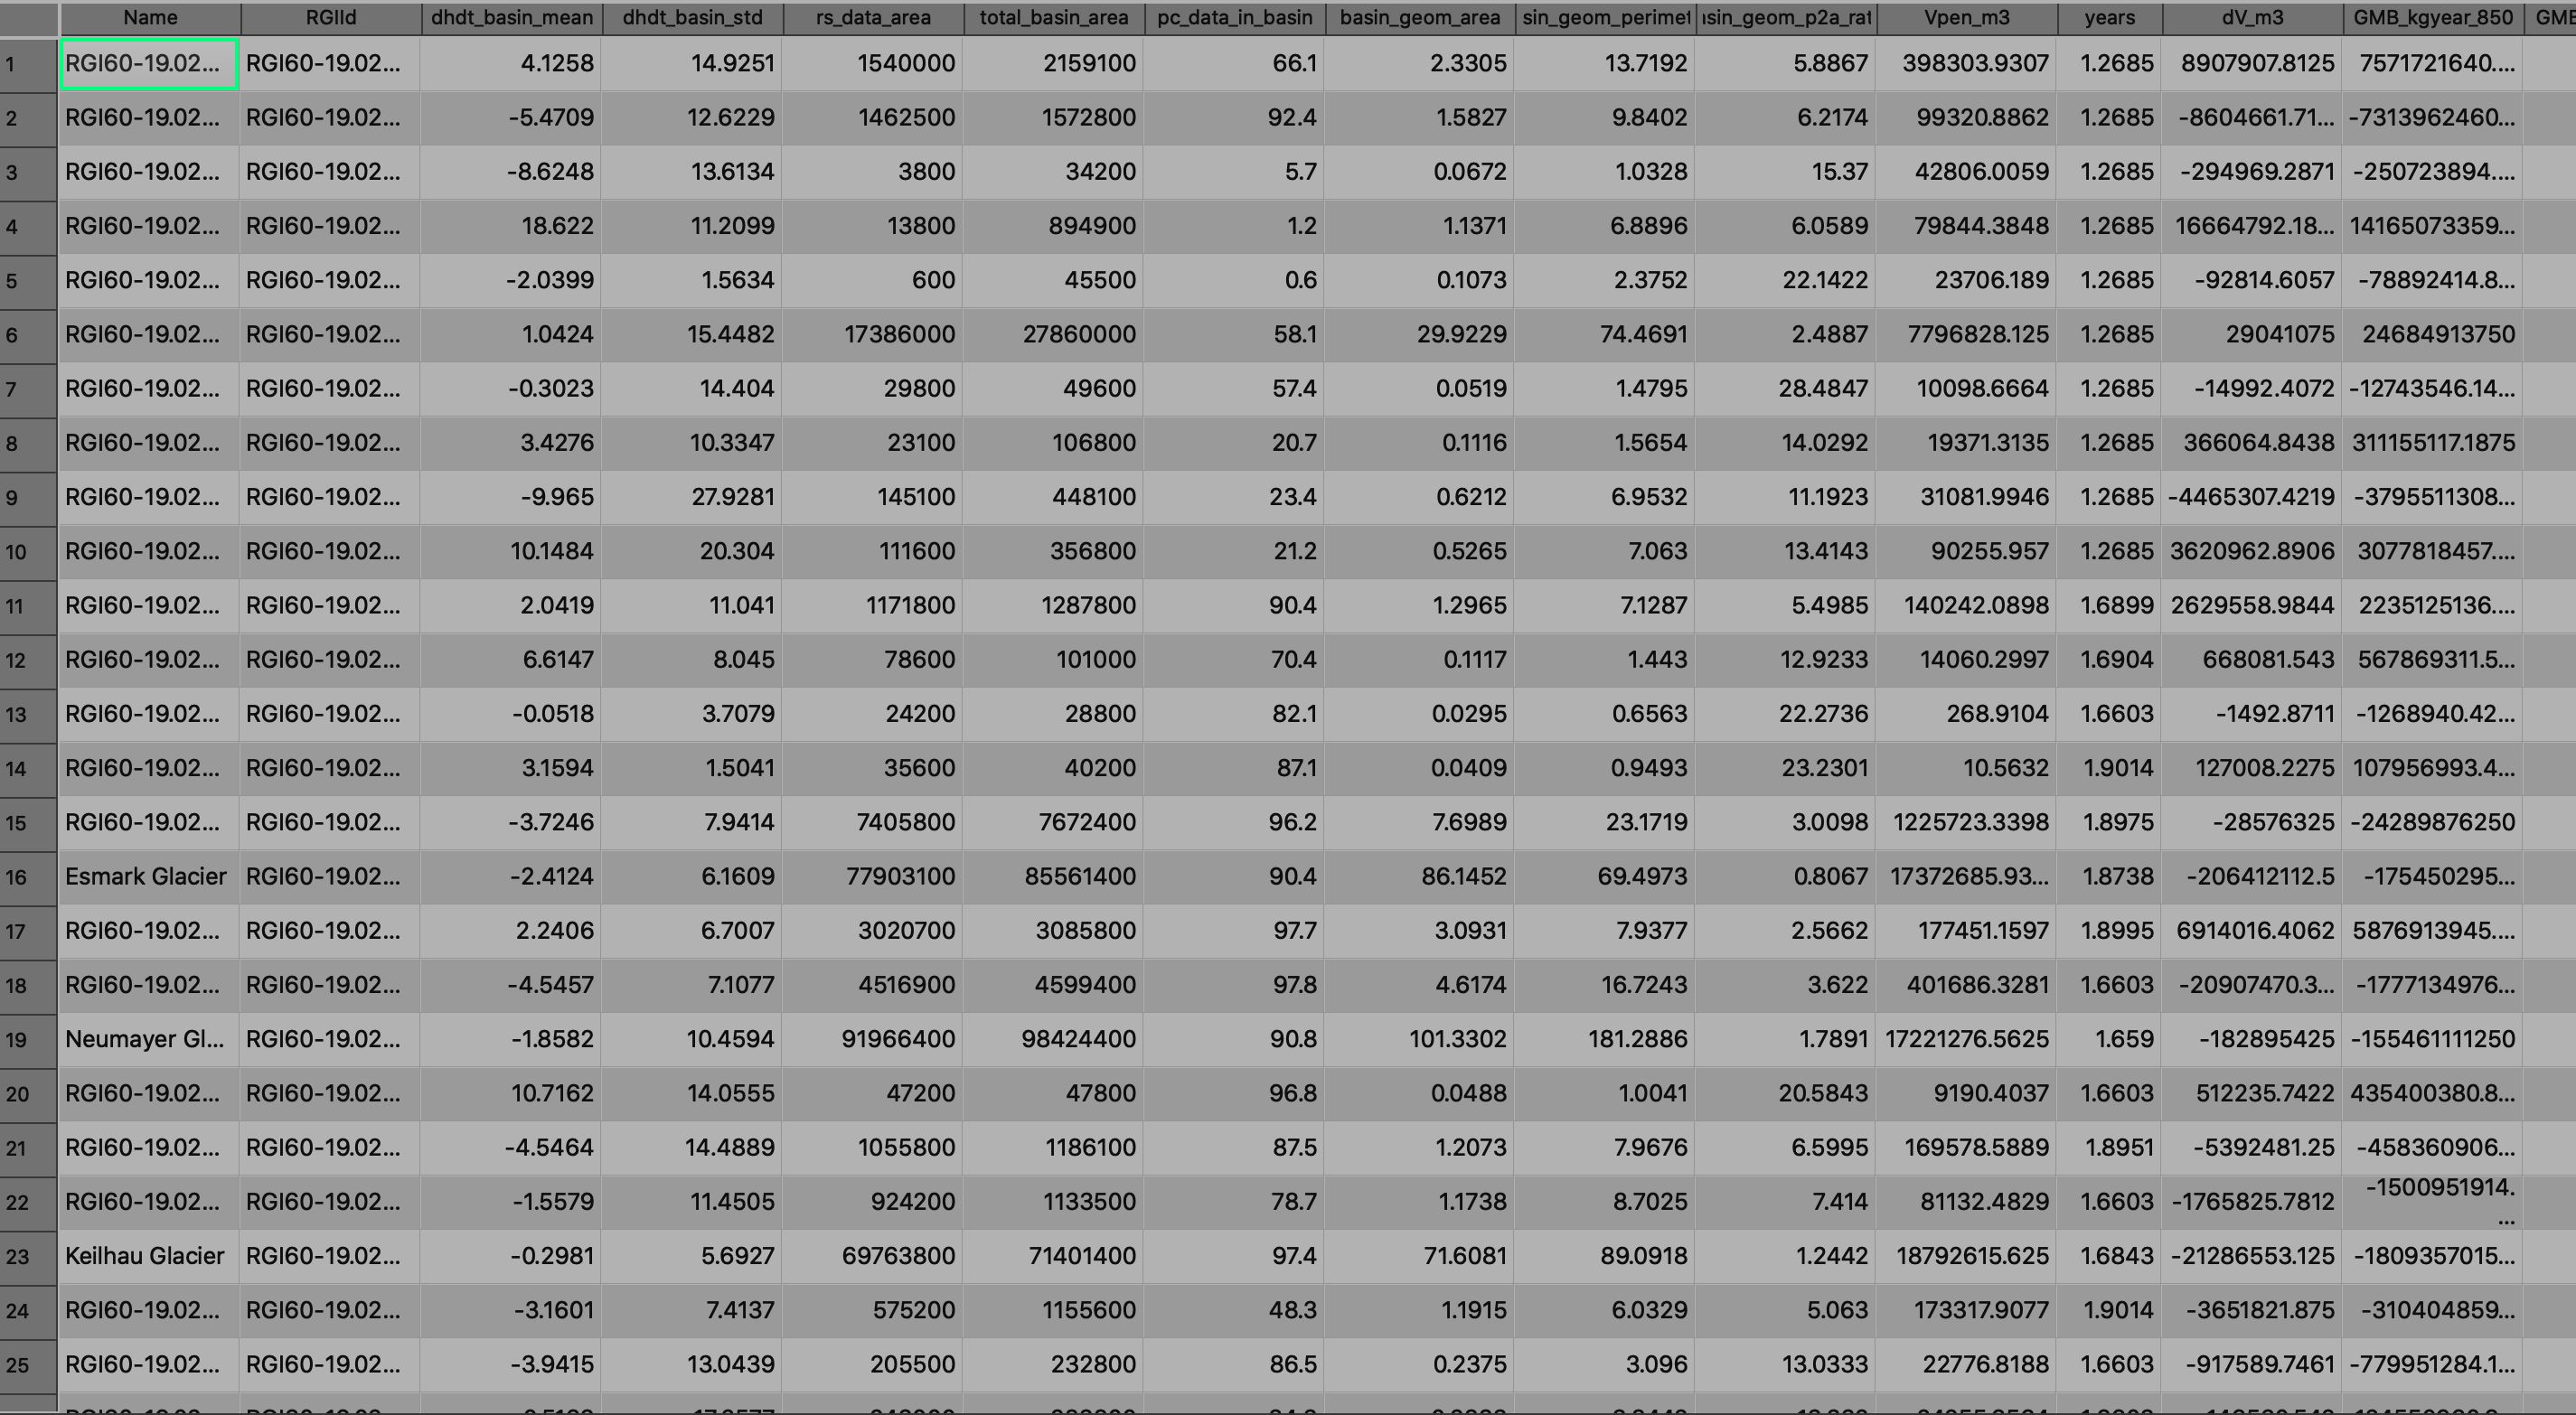 Name RGIId dhdt_basin_mean dhdt_basin_std rs_data_area total_basin_area pc_data_in_basin basin_geom_area sin_geom_perimet sin_geom_p2a_rat Vpen_m3 years dV_m3 GMB_kgyear_850 GME
1 RGI60-19.02... RGI60-19.02... 4.1258 14.9251 1540000 2159100 66.1 2.3305 13.7192 5.8867 398303.9307 1.2685 8907907.8125 7571721640....
2 RGI60-19.02... RGI60-19.02... -5.4709 12.6229 1462500 1572800 92.4 1.5827 9.8402 6.2174 99320.8862 1.2685 -8604661.71... -7313962460...
3 RGI60-19.02... RGI60-19.02... -8.6248 13.6134 3800 34200 5.7 0.0672 1.0328 15.37 42806.0059 1.2685 -294969.2871 -250723894....
4 RGI60-19.02... RGI60-19.02... 18.622 11.2099 13800 894900 1.2 1.1371 6.8896 6.0589 79844.3848 1.2685 16664792.18... 14165073359...
5 RGI60-19.02... RGI60-19.02... -2.0399 1.5634 600 45500 0.6 0.1073 2.3752 22.1422 23706.189 1.2685 -92814.6057 -78892414.8...
6 RGI60-19.02... RGI60-19.02... 1.0424 15.4482 17386000 27860000 58.1 29.9229 74.4691 2.4887 7796828.125 1.2685 29041075 24684913750
7 RGI60-19.02... RGI60-19.02... -0.3023 14.404 29800 49600 57.4 0.0519 1.4795 28.4847 10098.6664 1.2685 -14992.4072 -12743546.14...
8 RGI60-19.02... RGI60-19.02... 3.4276 10.3347 23100 106800 20.7 0.1116 1.5654 14.0292 19371.3135 1.2685 366064.8438 311155117.1875
9 RGI60-19.02... RGI60-19.02... -9.965 27.9281 145100 448100 23.4 0.6212 6.9532 11.1923 31081.9946 1.2685 -4465307.4219 -3795511308...
10 RGI60-19.02... RGI60-19.02... 10.1484 20.304 111600 356800 21.2 0.5265 7.063 13.4143 90255.957 1.2685 3620962.8906 3077818457....
11 RGI60-19.02... RGI60-19.02... 2.0419 11.041 1171800 1287800 90.4 1.2965 7.1287 5.4985 140242.0898 1.6899 2629558.9844 2235125136....
12 RGI60-19.02... RGI60-19.02... 6.6147 8.045 78600 101000 70.4 0.1117 1.443 12.9233 14060.2997 1.6904 668081.543 567869311.5...
13 RGI60-19.02... RGI60-19.02... -0.0518 3.7079 24200 28800 82.1 0.0295 0.6563 22.2736 268.9104 1.6603 -1492.8711 -1268940.42...
14 RGI60-19.02... RGI60-19.02... 3.1594 1.5041 35600 40200 87.1 0.0409 0.9493 23.2301 10.5632 1.9014 127008.2275 107956993.4...
15 RGI60-19.02... RGI60-19.02... -3.7246 7.9414 7405800 7672400 96.2 7.6989 23.1719 3.0098 1225723.3398 1.8975 -28576325 -24289876250
16 Esmark Glacier RGI60-19.02... -2.4124 6.1609 77903100 85561400 90.4 86.1452 69.4973 0.8067 17372685.93... 1.8738 -206412112.5 -175450295...
17 RGI60-19.02... RGI60-19.02... 2.2406 6.7007 3020700 3085800 97.7 3.0931 7.9377 2.5662 177451.1597 1.8995 6914016.4062 5876913945....
18 RGI60-19.02... RGI60-19.02... -4.5457 7.1077 4516900 4599400 97.8 4.6174 16.7243 3.622 401686.3281 1.6603 -20907470.3... -1777134976...
19 Neumayer Gl... RGI60-19.02... -1.8582 10.4594 91966400 98424400 90.8 101.3302 181.2886 1.7891 17221276.5625 1.659 -182895425 -155461111250
20 RGI60-19.02... RGI60-19.02... 10.7162 14.0555 47200 47800 96.8 0.0488 1.0041 20.5843 9190.4037 1.6603 512235.7422 435400380.8...
21 RGI60-19.02... RGI60-19.02... -4.5464 14.4889 1055800 1186100 87.5 1.2073 7.9676 6.5995 169578.5889 1.8951 -5392481.25 -458360906...
22 RGI60-19.02... RGI60-19.02... -1.5579 11.4505 924200 1133500 78.7 1.1738 8.7025 7.414 81132.4829 1.6603 -1765825.7812 -1500951914.
...
23 Keilhau Glacier RGI60-19.02... -0.2981 5.6927 69763800 71401400 97.4 71.6081 89.0918 1.2442 18792615.625 1.6843 -21286553.125 -1809357015...
24 RGI60-19.02... RGI60-19.02... -3.1601 7.4137 575200 1155600 48.3 1.1915 6.0329 5.063 173317.9077 1.9014 -3651821.875 -310404859...
25 RGI60-19.02... RGI60-19.02... -3.9415 13.0439 205500 232800 86.5 0.2375 3.096 13.0333 22776.8188 1.6603 -917589.7461 -779951284.1...